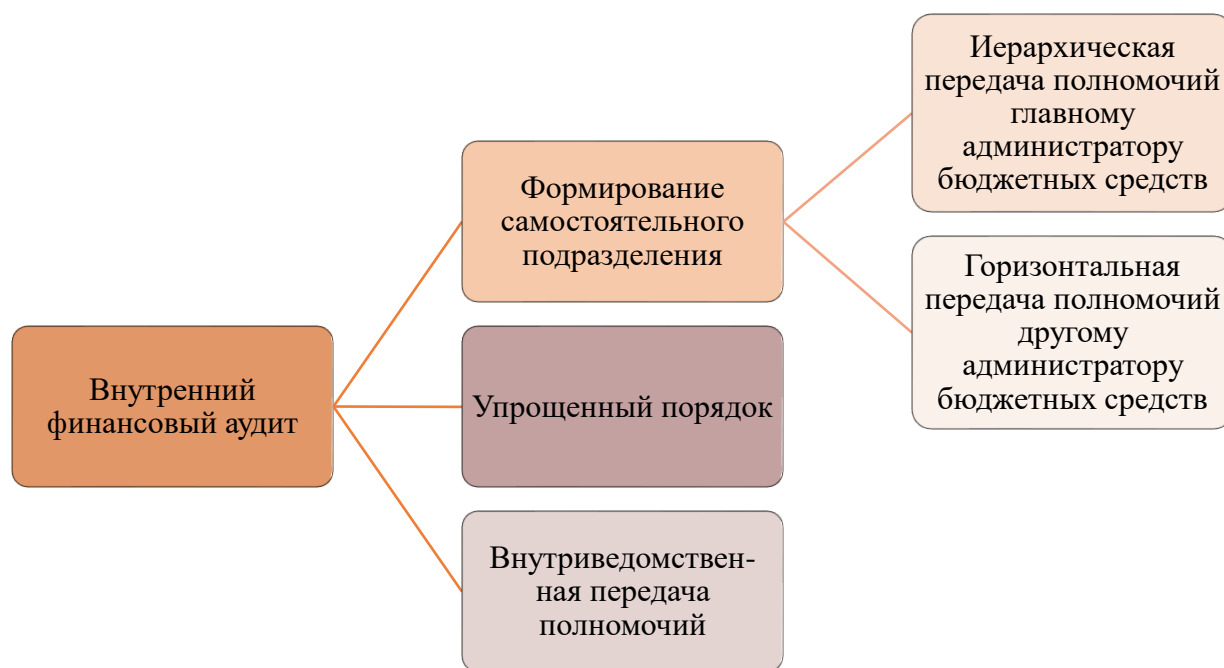 Внутренний
финансовый аудит
Формирование
самостоятельного
подразделения
Иерархическая
передача полномочий
главному
администратору
бюджетных средств
Горизонтальная
передача полномочий
другому
администратору
бюджетных средств
Упрощенный порядок
Внутриведомствен-
ная передача
полномочий